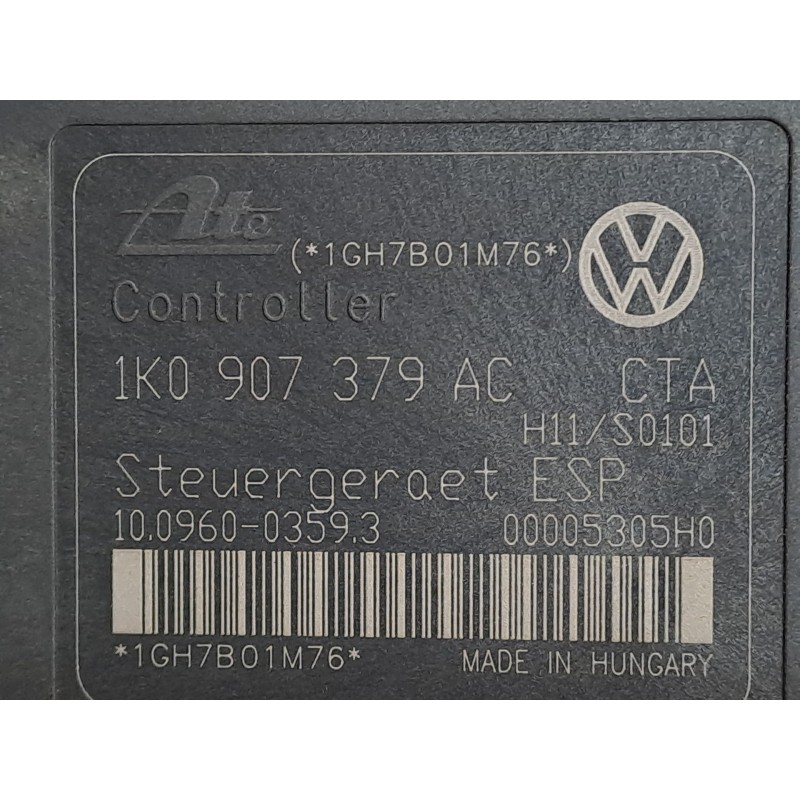 Ate
(*1GH7B01M76*)
Controller
1K0 907 379 AC CTA
H11/S0101
Steuergeraet ESP
10.0960-0359.3 00005305H0
*1GH7B01M76* MADE IN HUNGARY